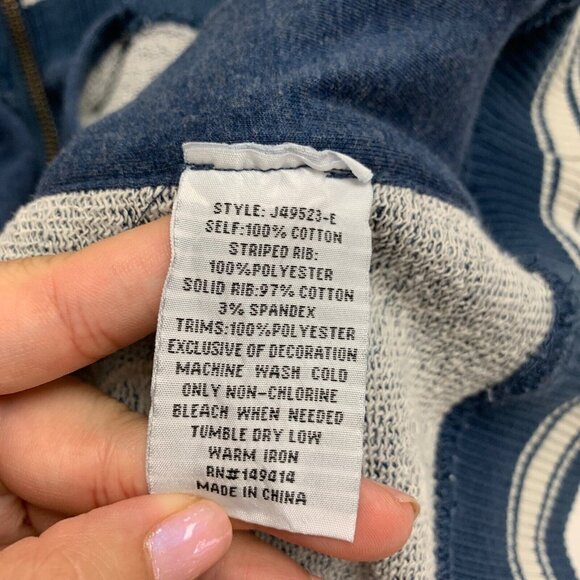 STYLE: J49523-E
SELF:100% COTTON
STRIPED RIB:
100%POLYESTER
SOLID RIB:97% COTTON
3% SPANDEX
TRIMS:100%POLYESTER
EXCLUSIVE OF DECORATION
MACHINE WASH COLD
ONLY NON-CHLORINE
BLEACH WHEN NEEDED
TUMBLE DRY LOW
WARM IRON
RN#149414
MADE IN CHINA